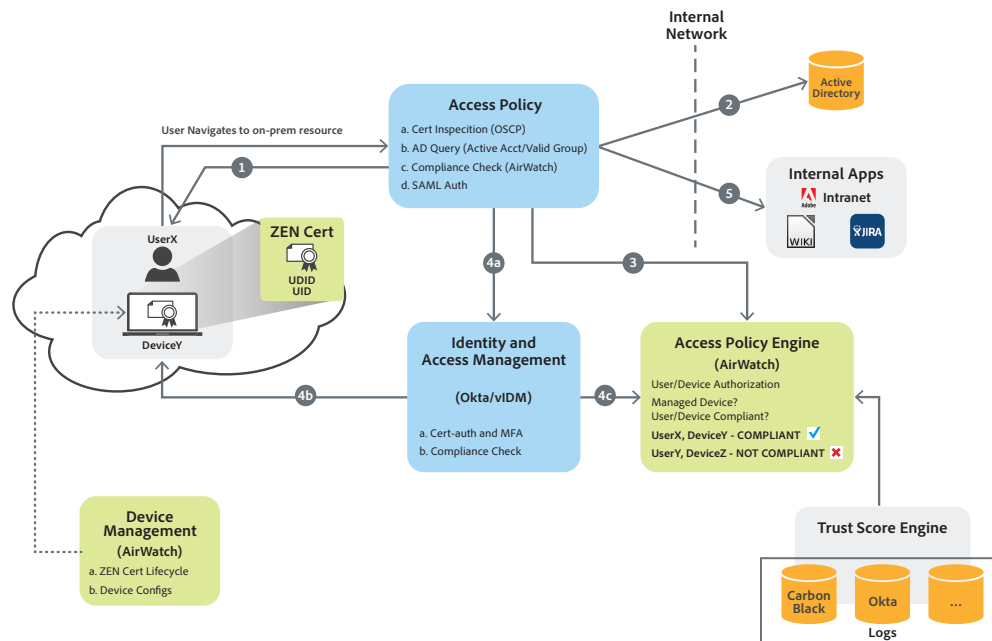 Internal
Network
Active
Directory
Access Policy
a. Cert Inspecition (OSCP)
b. AD Query (Active Acct/Valid Group)
c. Compliance Check (AirWatch)
d. SAML Auth
User Navigates to on-prem resource
1
2
5
Internal Apps
Adobe
Intranet
WIKI
JIRA
UserX
DeviceY
ZEN Cert
UDID
UID
4a
3
Identity and
Access Management
(Okta/vIDM)
a. Cert-auth and MFA
b. Compliance Check
4b
4c
Access Policy Engine
(AirWatch)
User/Device Authorization
Managed Device?
User/Device Compliant?
UserX, DeviceY - COMPLIANT
UserY, DeviceZ - NOT COMPLIANT
Device
Management
(AirWatch)
a. ZEN Cert Lifecycle
b. Device Configs
Trust Score Engine
Carbon
Black
Okta
...
Logs